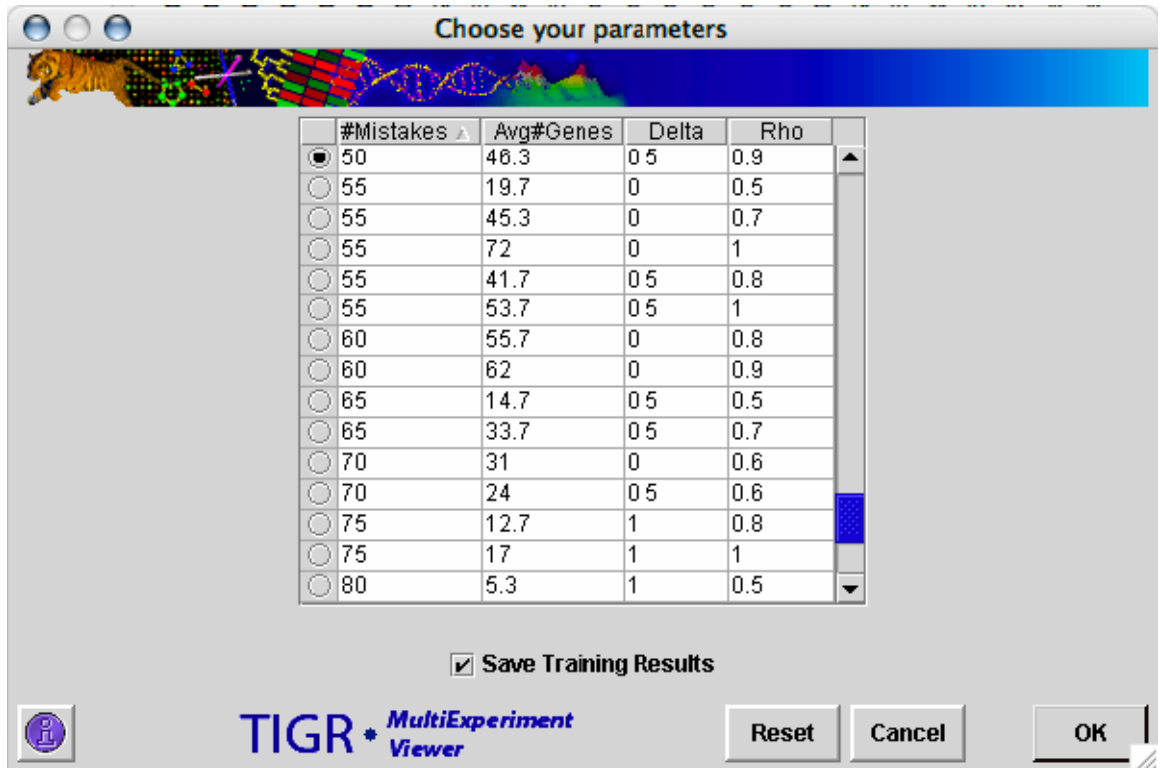 Choose your parameters
#Mistakes Avg#Genes Delta Rho
50 46.3 0 5 0.9
55 19.7 0 0.5
55 45.3 0 0.7
55 72 0 1
55 41.7 0 5 0.8
55 53.7 0 5 1
60 55.7 0 0.8
60 62 0 0.9
65 14.7 0 5 0.5
65 33.7 0 5 0.7
70 31 0 0.6
70 24 0 5 0.6
75 12.7 1 0.8
75 17 1 1
80 5.3 1 0.5
Save Training Results
TIGR MultiExperiment
Viewer
Reset Cancel OK